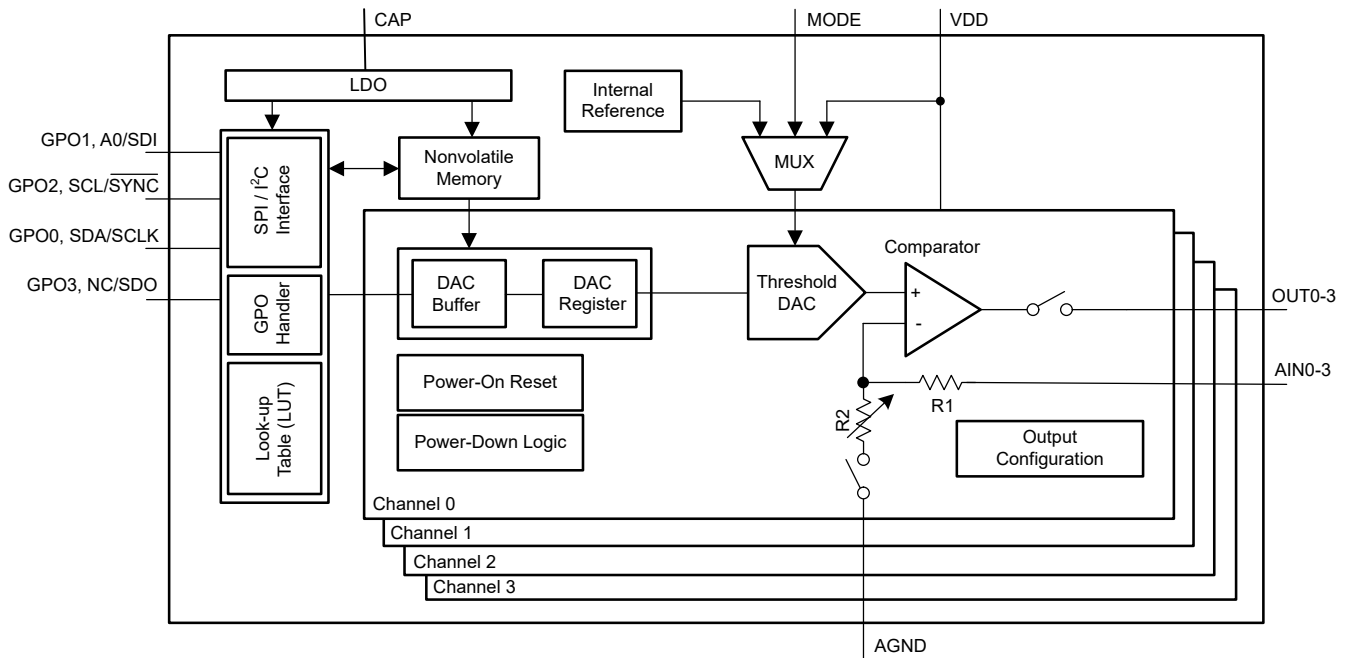 CAP
MODE
VDD
LDO
Internal
Reference
GPO1, A0/SDI
GPO2, SCL/SYNC
GPO0, SDA/SCLK
GPO3, NC/SDO
SPI / I²C
Interface
GPO
Handler
Look-up
Table (LUT)
Nonvolatile
Memory
MUX
DAC
Buffer
DAC
Register
Threshold
DAC
Comparator
+
-
OUT0-3
AIN0-3
R1
R2
Power-On Reset
Power-Down Logic
Output
Configuration
Channel 0
Channel 1
Channel 2
Channel 3
AGND